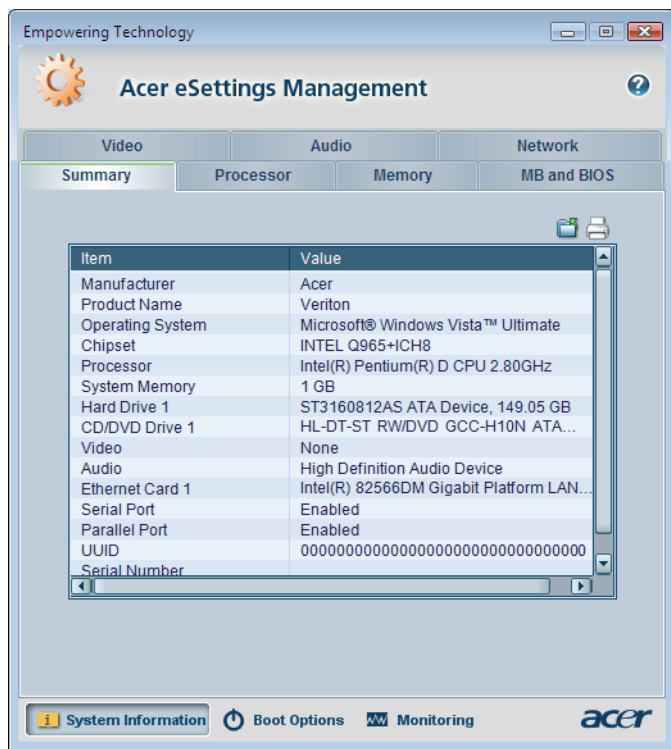 Empowering Technology
Acer eSettings Management
Video Audio Network
Summary Processor Memory MB and BIOS
Item Value
Manufacturer Acer
Product Name Veriton
Operating System Microsoft® Windows Vista™ Ultimate
Chipset INTEL Q965+ICH8
Processor Intel(R) Pentium(R) D CPU 2.80GHz
System Memory 1 GB
Hard Drive 1 ST3160812AS ATA Device, 149.05 GB
CD/DVD Drive 1 HL-DT-ST RW/DVD GCC-H10N ATA...
Video None
Audio High Definition Audio Device
Ethernet Card 1 Intel(R) 82566DM Gigabit Platform LAN...
Serial Port Enabled
Parallel Port Enabled
UUID 00000000000000000000000000000000
Serial Number
System Information Boot Options Monitoring acer